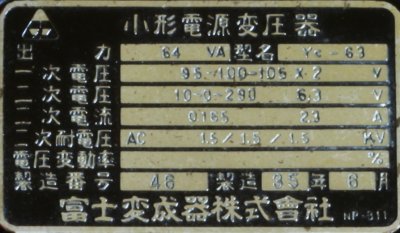 小形電源変圧器
出力 64 VA 型名 Ys-63
一次電圧 95-100-105 X 2 V
二次電圧 10-0-290 6.3 V
二次電流 0.155 2.3 A
二次耐電圧 AC 1.5/1.5/1.5 KV
電圧変動率 %
製造番号 46 製造 35年 6月
富士変成器株式會社 NP-311